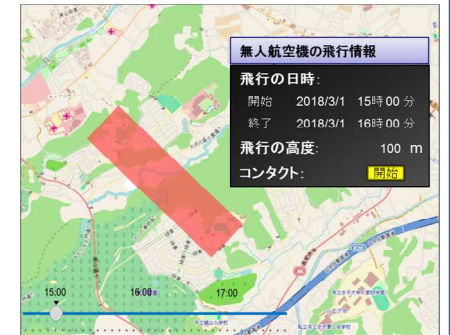 無人航空機の飛行情報
飛行の日時:
開始 2018/3/1 15時00分
終了 2018/3/1 16時00分
飛行の高度: 100 m
コンタクト: 開始
15:00 16:00 17:00